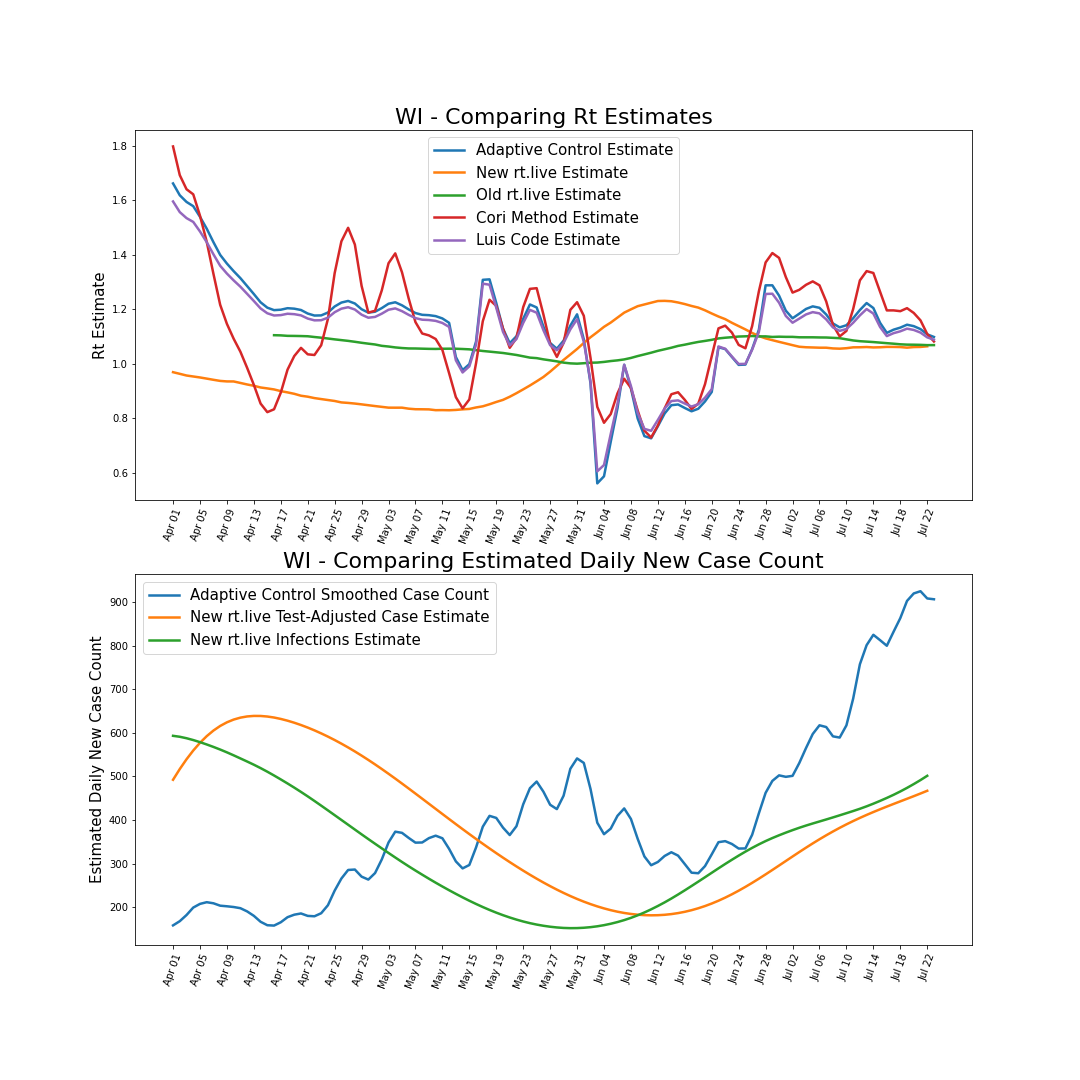 WI - Comparing Rt Estimates
Rt Estimate
1.8
1.6
1.4
1.2
1.0
0.8
0.6
Adaptive Control Estimate
New rt.live Estimate
Old rt.live Estimate
Cori Method Estimate
Luis Code Estimate
Apr 01 Apr 05 Apr 09 Apr 13 Apr 17 Apr 21 Apr 25 Apr 29 May 03 May 07 May 11 May 15 May 19 May 23 May 27 May 31 Jun 04 Jun 08 Jun 12 Jun 16 Jun 20 Jun 24 Jun 28 Jul 02 Jul 06 Jul 10 Jul 14 Jul 18 Jul 22
WI - Comparing Estimated Daily New Case Count
Estimated Daily New Case Count
900
800
700
600
500
400
300
200
Adaptive Control Smoothed Case Count
New rt.live Test-Adjusted Case Estimate
New rt.live Infections Estimate
Apr 01 Apr 05 Apr 09 Apr 13 Apr 17 Apr 21 Apr 25 Apr 29 May 03 May 07 May 11 May 15 May 19 May 23 May 27 May 31 Jun 04 Jun 08 Jun 12 Jun 16 Jun 20 Jun 24 Jun 28 Jul 02 Jul 06 Jul 10 Jul 14 Jul 18 Jul 22